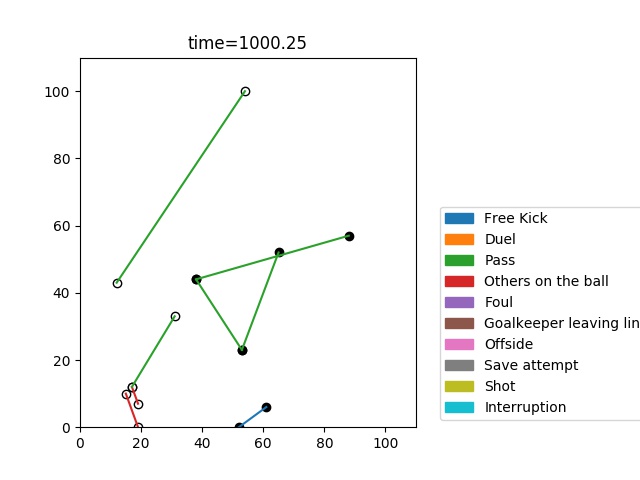 time=1000.25
100
80
60
40
20
0
0 20 40 60 80 100
Free Kick
Duel
Pass
Others on the ball
Foul
Goalkeeper leaving lin
Offside
Save attempt
Shot
Interruption